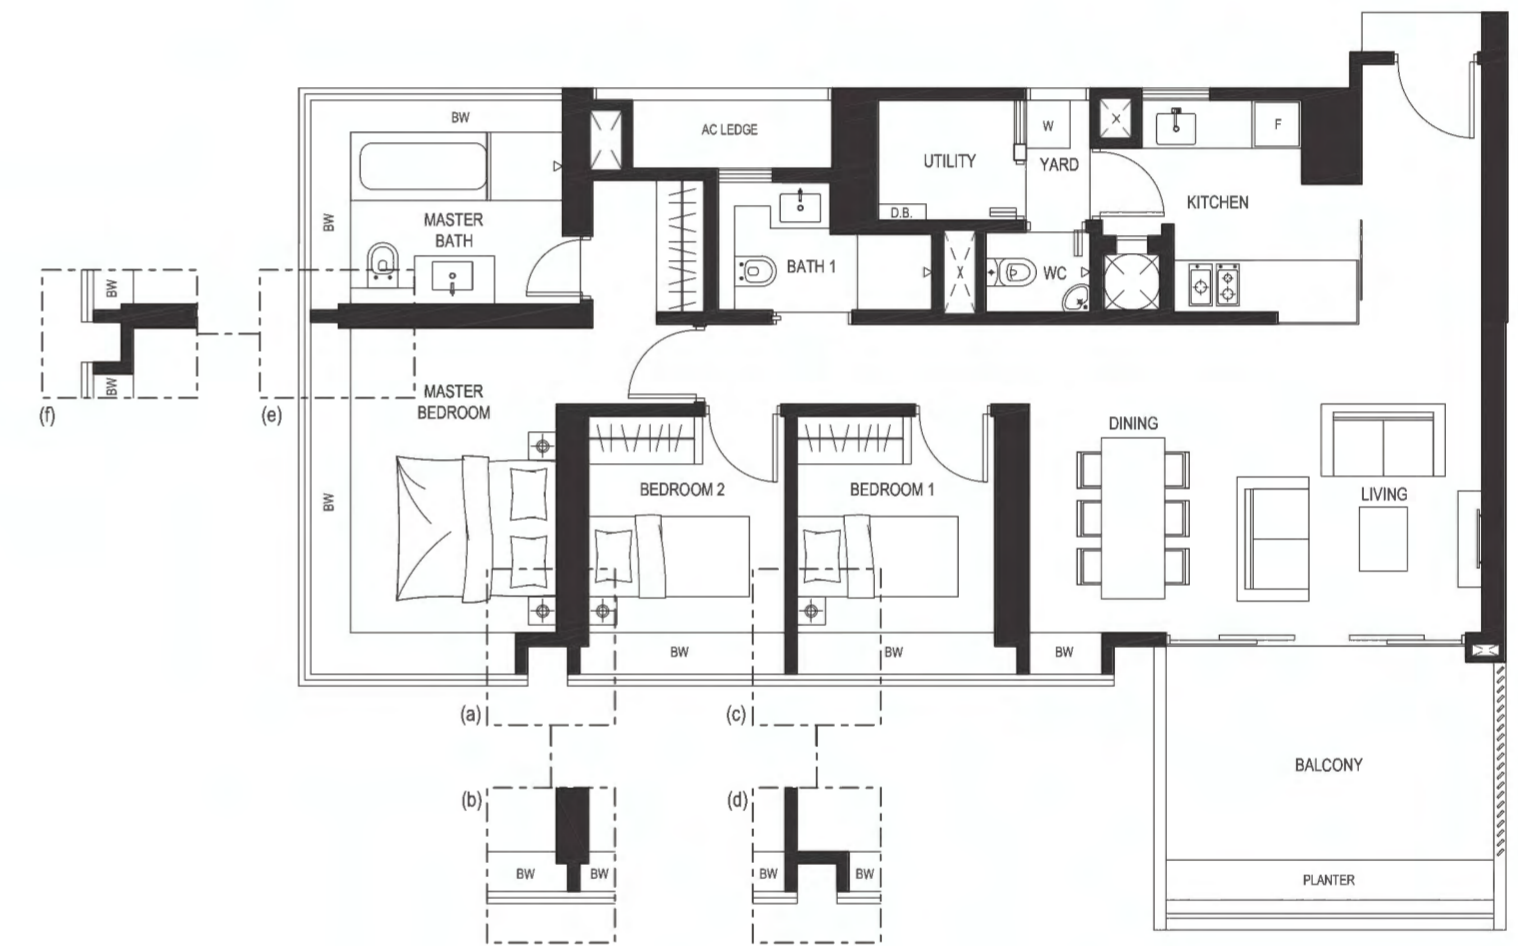 BW
AC LEDGE
W
F
UTILITY
YARD
BW
MASTER
BATH
D.B.
KITCHEN
BATH 1
WC
BW
(f)
BW
(e)
MASTER
BEDROOM
DINING
BW
BEDROOM 2
BEDROOM 1
LIVING
BW
BW
BW
(a)
(c)
BALCONY
(b)
(d)
BW
BW
BW
BW
PLANTER